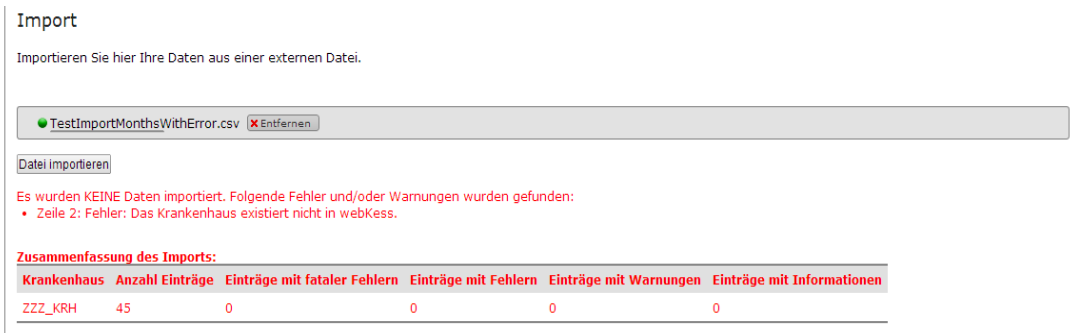 Import
Importieren Sie hier Ihre Daten aus einer externen Datei.
TestImportMonthsWithError.csv Entfernen
Datei importieren
Es wurden KEINE Daten importiert. Folgende Fehler und/oder Warnungen wurden gefunden:
• Zeile 2: Fehler: Das Krankenhaus existiert nicht in webKess.
Zusammenfassung des Imports:
Krankenhaus Anzahl Einträge Einträge mit fataler Fehlern Einträge mit Fehlern Einträge mit Warnungen Einträge mit Informationen
ZZZ_KRH 45 0 0 0 0